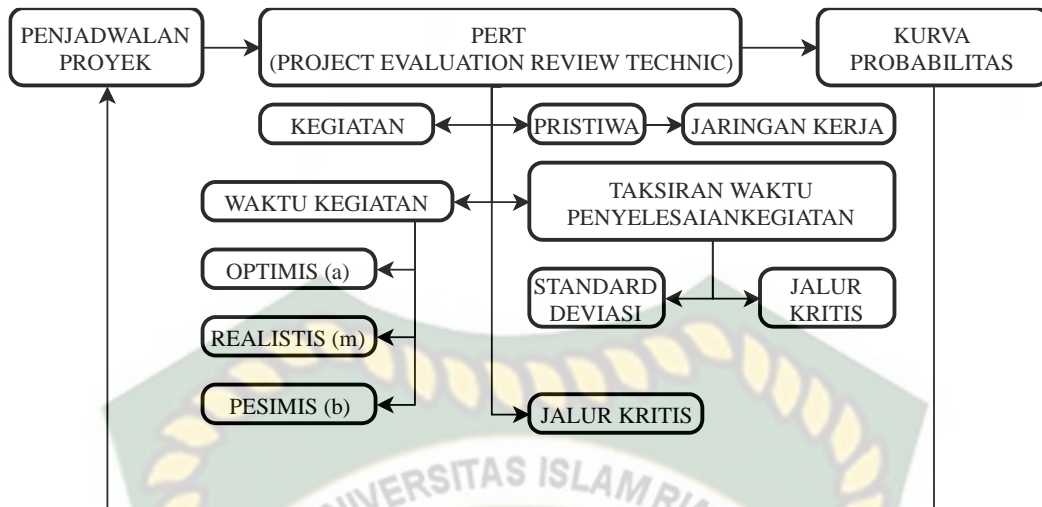 PENJADWALAN
PROYEK
PERT
(PROJECT EVALUATION REVIEW TECHNIC)
KURVA
PROBABILITAS
KEGIATAN
PRISTIWA
JARINGAN KERJA
WAKTU KEGIATAN
TAKSIRAN WAKTU
PENYELESAIANKEGIATAN
OPTIMIS (a)
STANDARD
DEVIASI
JALUR
KRITIS
REALISTIS (m)
PESIMIS (b)
JALUR KRITIS
UNIVERSITAS ISLAM